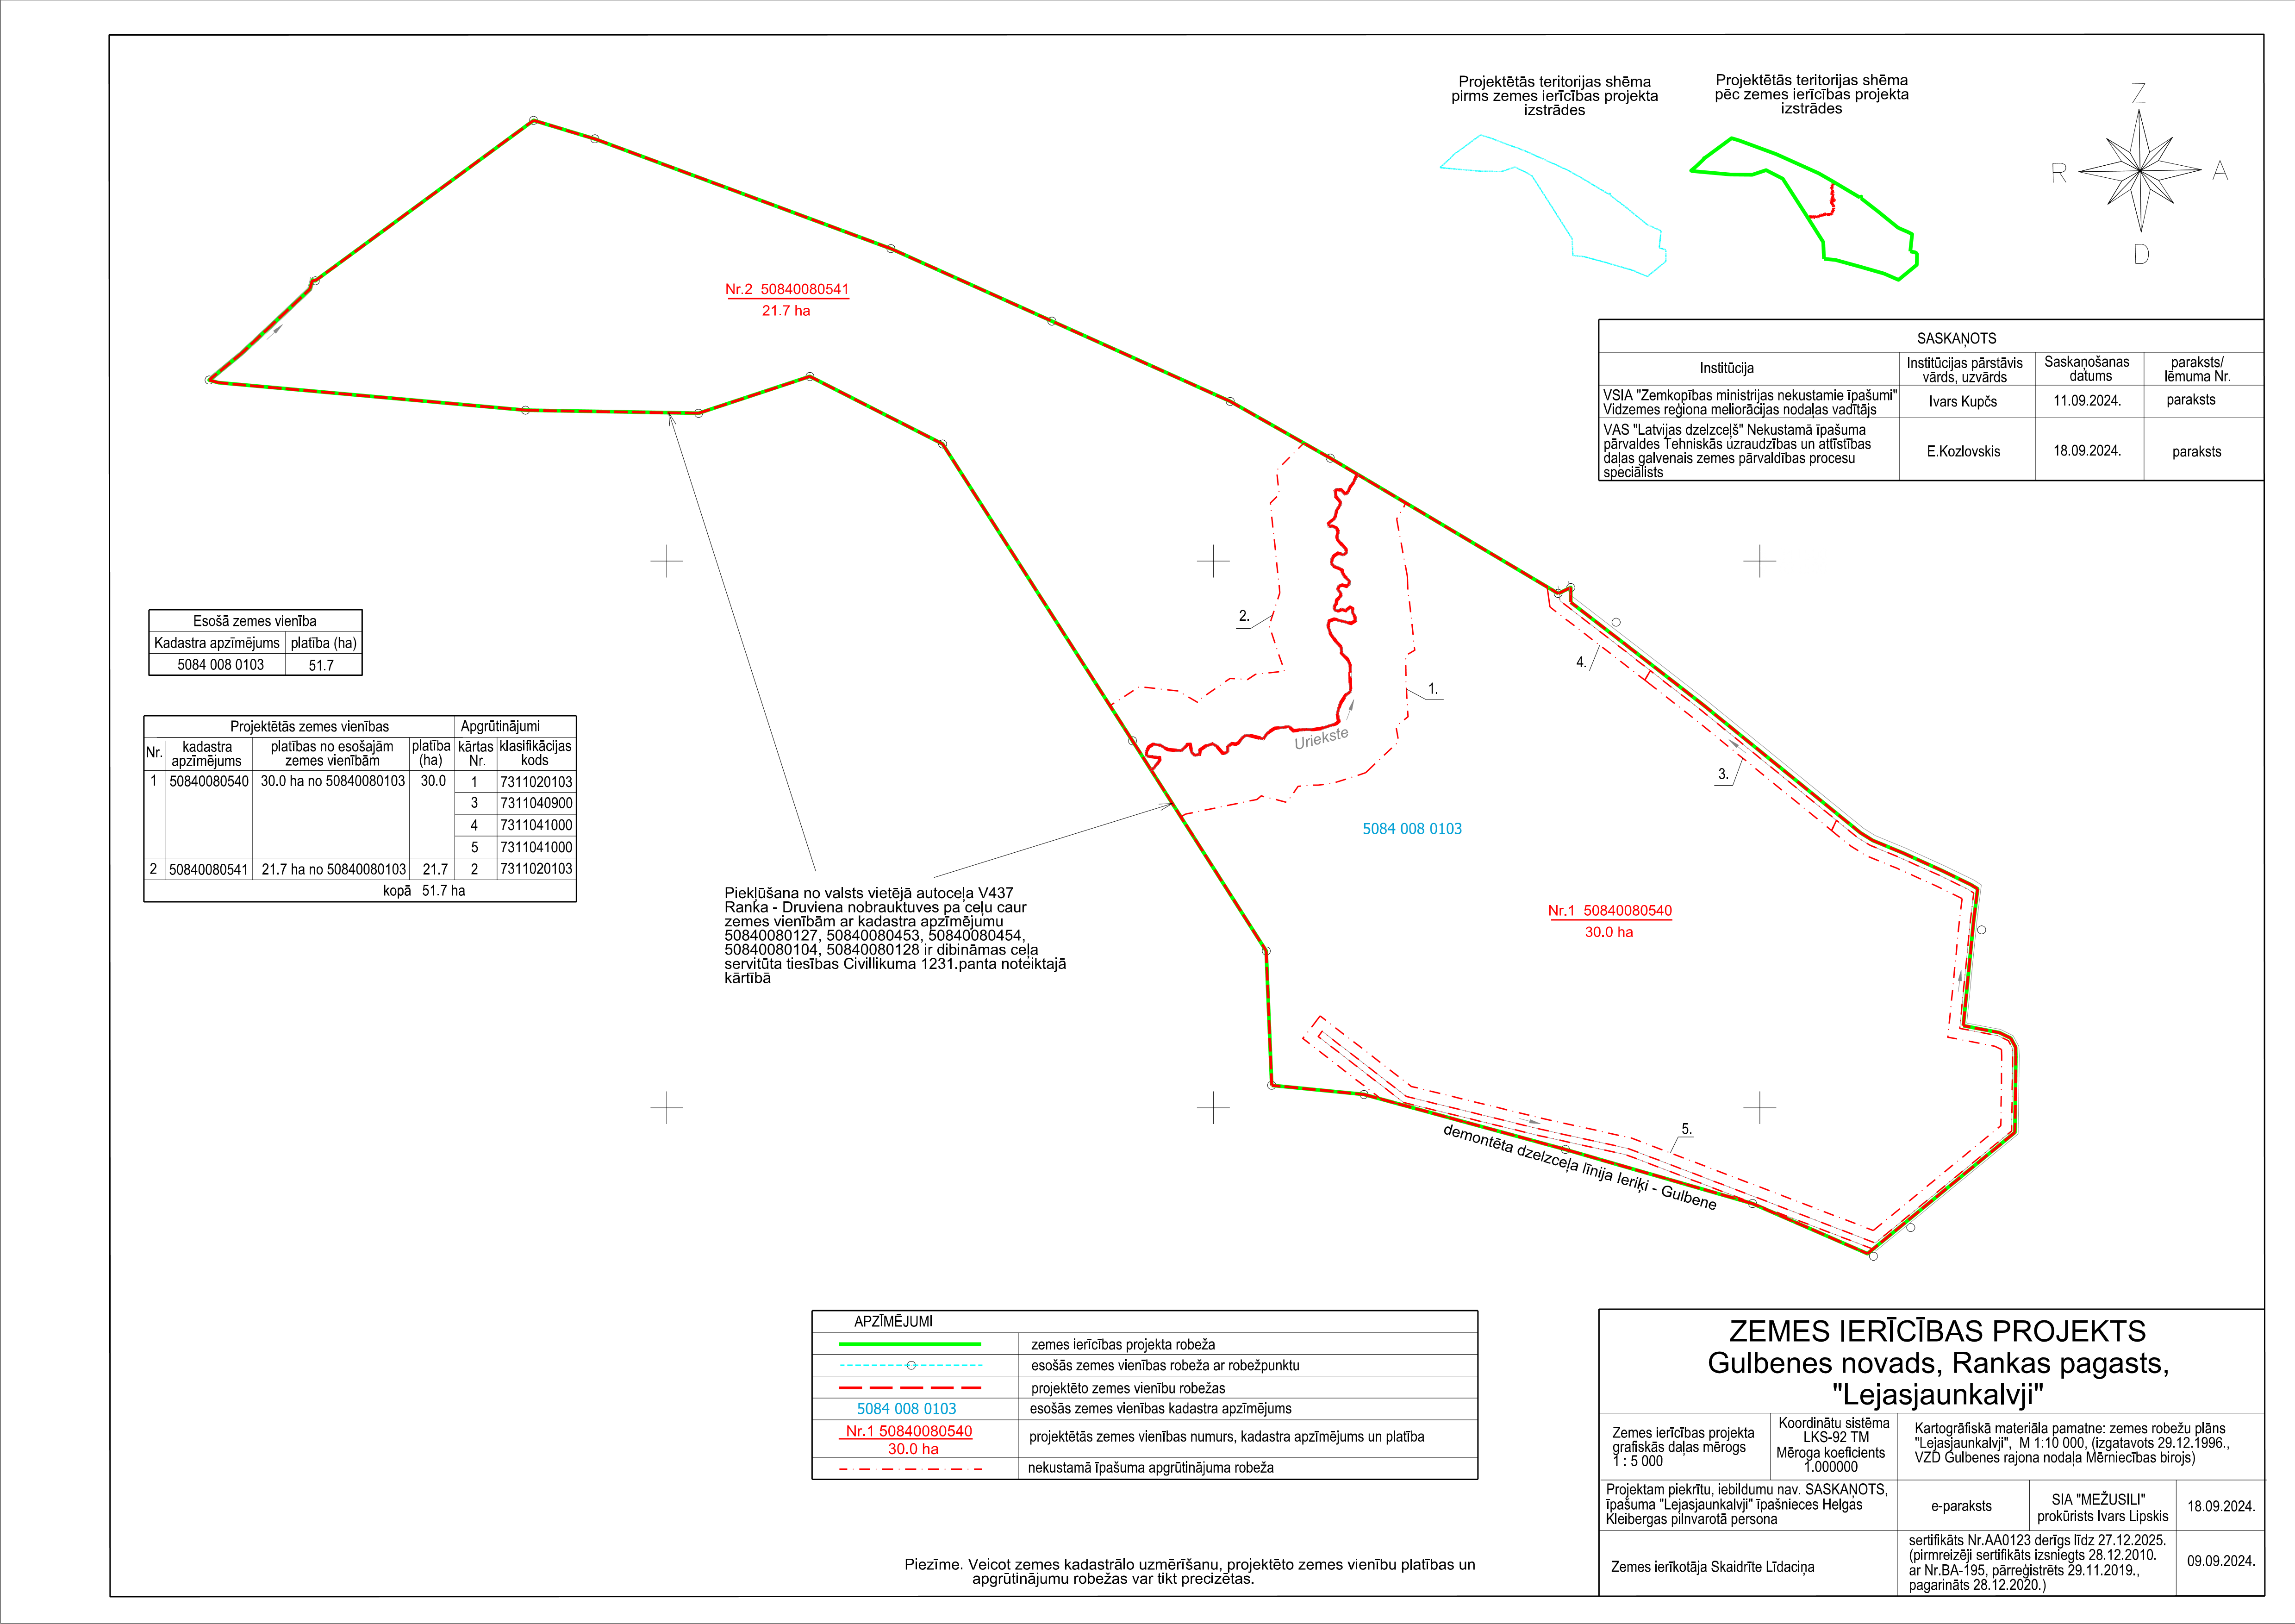 Projektētās teritorijas shēma
pirms zemes ierīcības projekta
izstrādes
Projektētās teritorijas shēma
pēc zemes ierīcības projekta
izstrādes
Z
R
A
D
Nr.2 50840080541
21.7 ha
SASKAŅOTS
Institūcija
Institūcijas pārstāvis
vārds, uzvārds
Saskaņošanas
datums
paraksts/
lēmuma Nr.
VSIA "Zemkopības ministrijas nekustamie īpašumi"
Vidzemes reģiona meliorācijas nodaļas vadītājs
Ivars Kupčs
11.09.2024.
paraksts
VAS "Latvijas dzelzceļš" Nekustamā īpašuma
pārvaldes Tehniskās uzraudzības un attīstības
daļas galvenais zemes pārvaldības procesu
speciālists
E.Kozlovskis
18.09.2024.
paraksts
Esošā zemes vienība
Kadastra apzīmējums platība (ha)
5084 008 0103 51.7
2.
4.
1.
3.
Uriekste
Projektētās zemes vienības Apgrūtinājumi
Nr.
kadastra
apzīmējums
platības no esošajām
zemes vienībām
platība
(ha)
kārtas
Nr.
klasifikācijas
kods
1 50840080540 30.0 ha no 50840080103 30.0 1 7311020103
3 7311040900
4 7311041000
5 7311041000
2 50840080541 21.7 ha no 50840080103 21.7 2 7311020103
kopā 51.7 ha
5084 008 0103
Piekļūšana no valsts vietējā autoceļa V437
Ranka - Druviena nobrauktuves pa ceļu caur
zemes vienībām ar kadastra apzīmējumu
50840080127, 50840080453, 50840080454,
50840080104, 50840080128 ir dibināmas ceļa
servitūta tiesības Civillikuma 1231.panta noteiktajā
kārtībā
Nr.1 50840080540
30.0 ha
5.
demontēta dzelzceļa līnija Ieriķi - Gulbene
APZĪMĒJUMI
zemes ierīcības projekta robeža
esošās zemes vienības robeža ar robežpunktu
projektēto zemes vienību robežas
5084 008 0103 esošās zemes vienības kadastra apzīmējums
Nr.1 50840080540
30.0 ha
projektētās zemes vienības numurs, kadastra apzīmējums un platība
nekustamā īpašuma apgrūtinājuma robeža
ZEMES IERĪCĪBAS PROJEKTS
Gulbenes novads, Rankas pagasts,
"Lejasjaunkalvji"
Zemes ierīcības projekta
grafiskās daļas mērogs
1 : 5 000
Koordinātu sistēma
LKS-92 TM
Mēroga koeficients
1.000000
Kartogrāfiskā materiāla pamatne: zemes robežu plāns
"Lejasjaunkalvji", M 1:10 000, (izgatavots 29.12.1996.,
VZD Gulbenes rajona nodaļa Mērniecības birojs)
Projektam piekrītu, iebildumu nav. SASKAŅOTS,
īpašuma "Lejasjaunkalvji" īpašnieces Helgas
Kleibergas pilnvarotā persona
e-paraksts
SIA "MEŽUSILI"
prokūrists Ivars Lipskis
18.09.2024.
Zemes ierīkotāja Skaidrīte Līdaciņa
sertifikāts Nr.AA0123 derīgs līdz 27.12.2025.
(pirmreizēji sertifikāts izsniegts 28.12.2010.
ar Nr.BA-195, pārreģistrēts 29.11.2019.,
pagarināts 28.12.2020.)
09.09.2024.
Piezīme. Veicot zemes kadastrālo uzmērīšanu, projektēto zemes vienību platības un
apgrūtinājumu robežas var tikt precizētas.